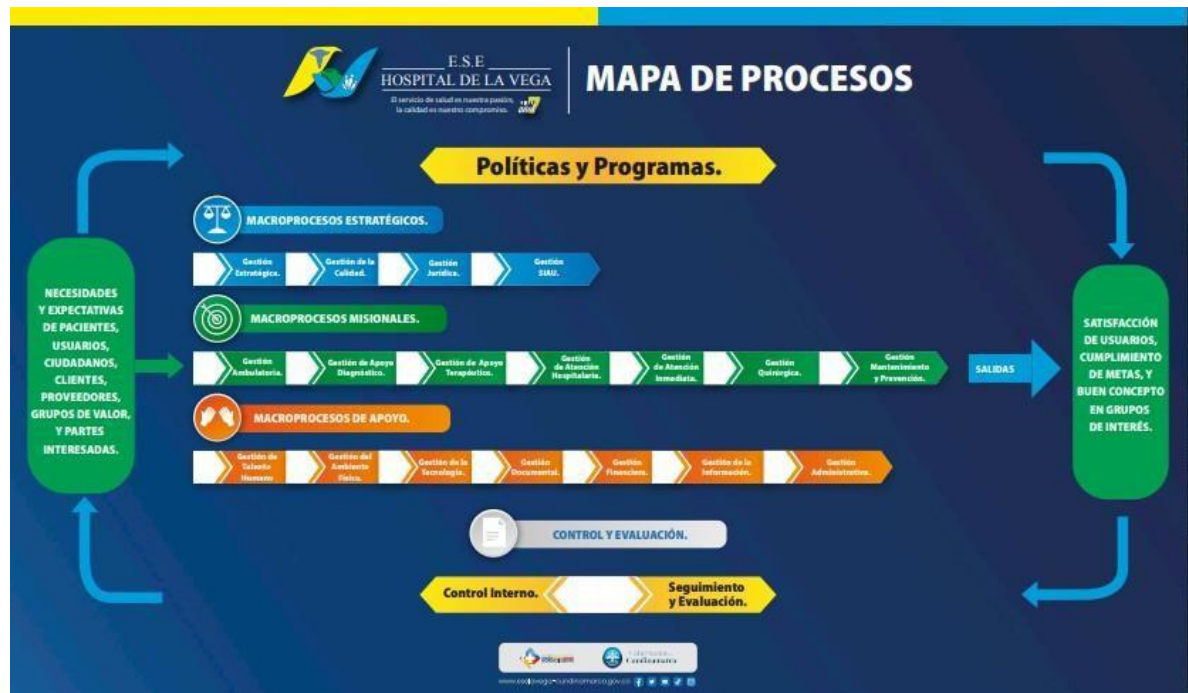 E.S.E
HOSPITAL DE LA VEGA
El servicio de salud es nuestra pasión,
la calidad es nuestro compromiso.
MAPA DE PROCESOS
Políticas y Programas.
MACROPROCESOS ESTRATÉGICOS.
Gestión
Estratégica.
Gestión de la
Calidad.
Gestión
Jurídica.
Gestión
SIAU.
NECESIDADES
Y EXPECTATIVAS
DE PACIENTES,
USUARIOS,
CIUDADANOS,
CLIENTES,
PROVEEDORES,
GRUPOS DE VALOR,
Y PARTES
INTERESADAS.
MACROPROCESOS MISIONALES.
Gestión
Ambulatoria.
Gestión de Apoyo
Diagnóstico.
Gestión de Apoyo
Terapéutico.
Gestión
de Atención
Hospitalaria.
Gestión
de Atención
Inmediata.
Gestión
Quirúrgica.
Gestión
Mantenimiento
y Prevención.
SALIDAS
SATISFACCIÓN
DE USUARIOS,
CUMPLIMIENTO
DE METAS, Y
BUEN CONCEPTO
EN GRUPOS
DE INTERÉS.
MACROPROCESOS DE APOYO.
Gestión de
Talento
Humano
Gestión del
Ambiente
Físico.
Gestión de la
Tecnología.
Gestión
Documental.
Gestión
Financiera.
Gestión de la
Información.
Gestión
Administrativa.
CONTROL Y EVALUACIÓN.
Control Interno.
Seguimiento
y Evaluación.
Cundinamarca
www.eselavega-cundinamarca.gov.co